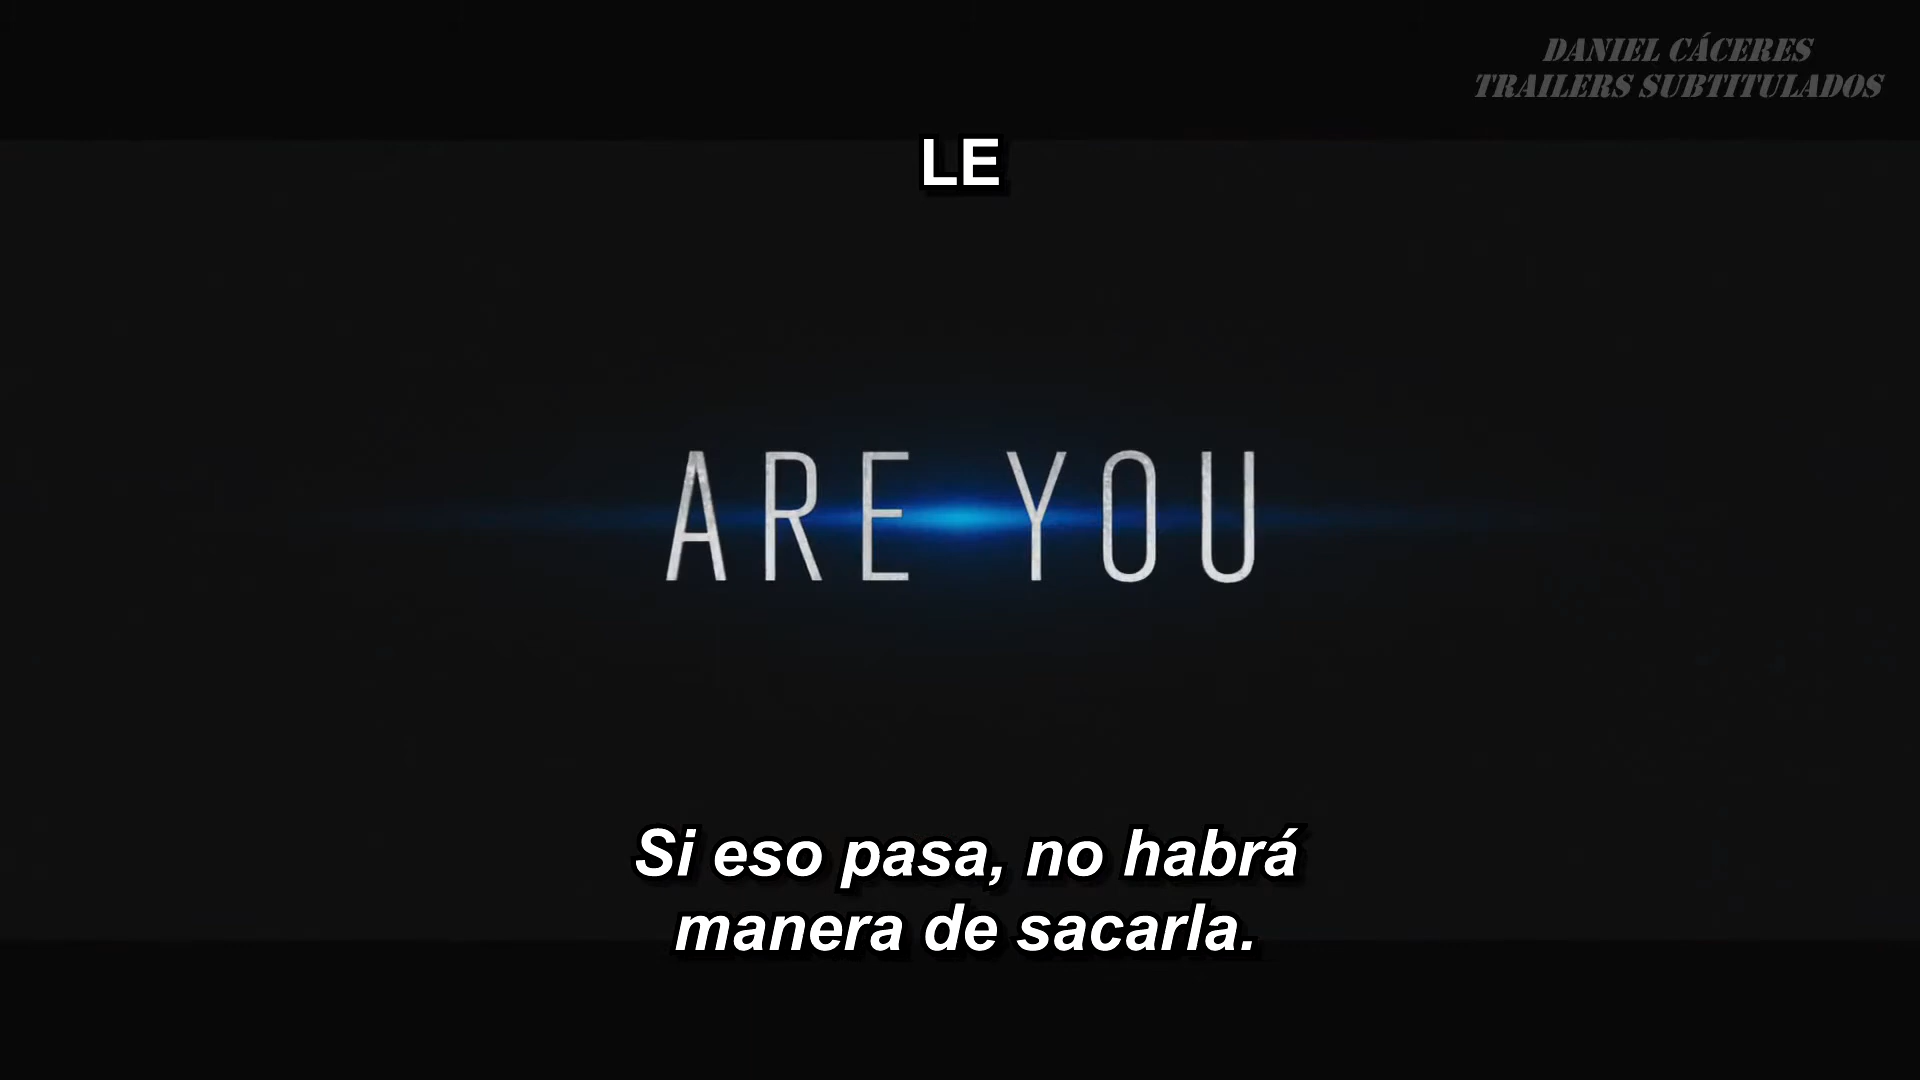 DANIEL CÁCERES
TRAILERS SUBTITULADOS
LE
ARE YOU
Si eso pasa, no habrá
manera de sacarla.